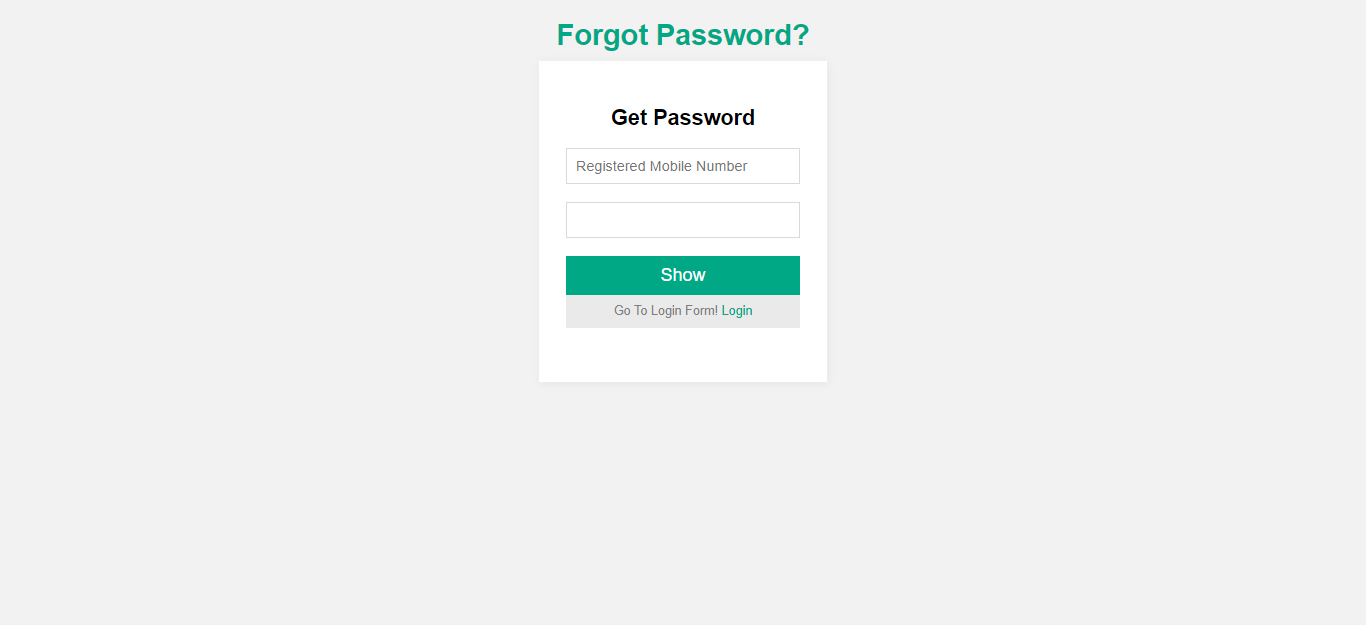 Forgot Password?
Get Password
Registered Mobile Number
Show
Go To Login Form! Login